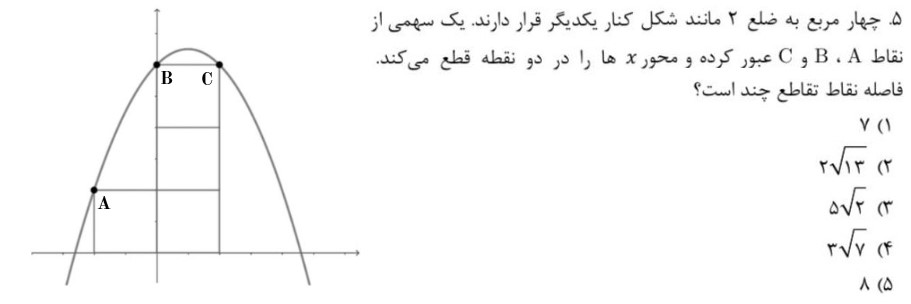 ۵. چهار مربع به ضلع ۲ مانند شکل کنار یکدیگر قرار دارند. یک سهمی از
نقاط B ، A و C عبور کرده و محور x ها را در دو نقطه قطع می‌کند.
فاصله نقاط تقاطع چند است؟
۱) ۷
۲) ۲√۱۳
۳) ۵√۲
۴) ۳√۷
۵) ۸
B
C
A